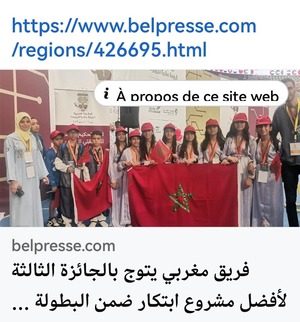 https://www.belpresse.com
/regions/426695.html
À propos de ce site web
belpresse.com
فريق مغربي يتوج بالجائزة الثالثة
لأفضل مشروع ابتكار ضمن البطولة ...